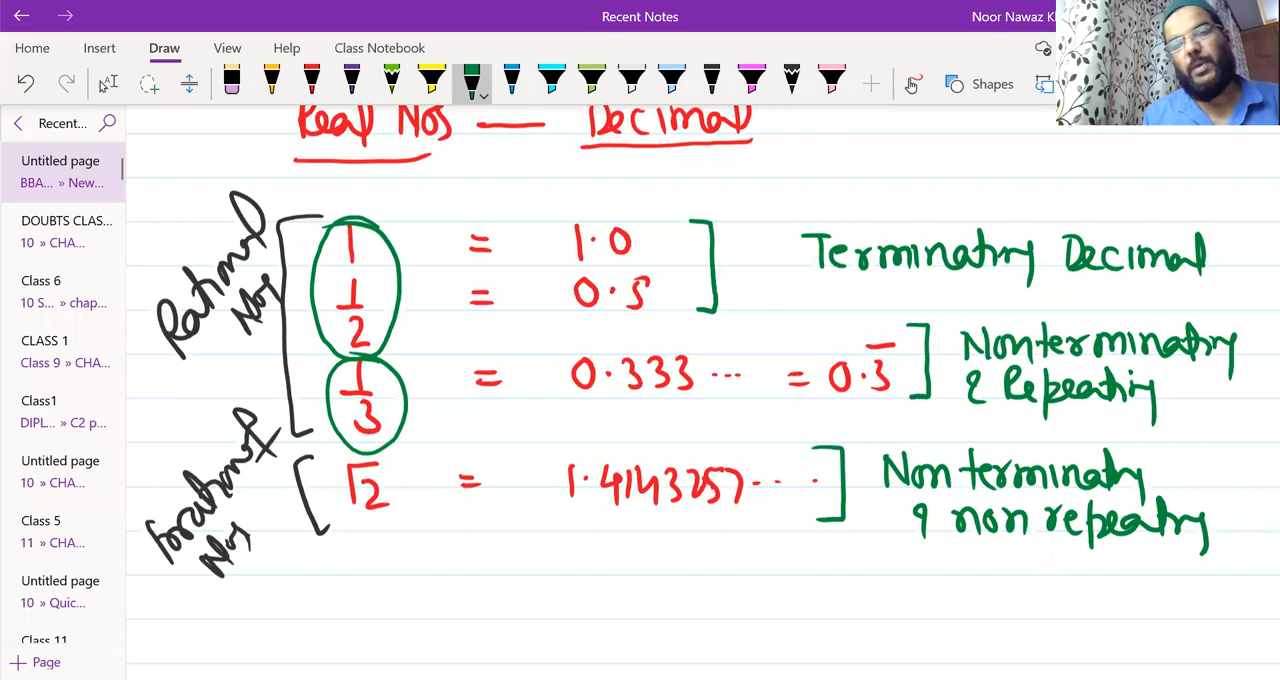 Recent Notes
Noor Nawaz Kh
Home Insert Draw View Help Class Notebook
Shapes
Recent...
Untitled page
BBA... » New...
DOUBTS CLAS...
10 » CHA...
Class 6
10 S... » chap...
CLASS 1
Class 9 » CHA...
Class1
DIPL... » C2 p...
Untitled page
10 » CHA...
Class 5
11 » CHA...
Untitled page
10 » Quic...
Class 11
+ Page
Real Nos — Decimal
Rational Nos
1 = 1.0
1/2 = 0.5
Terminating Decimal
1/3 = 0.333... = 0.3̅
Nonterminating
& Repeating
Irrational Nos
√2 = 1.4143257....
Non terminating
& non repeating